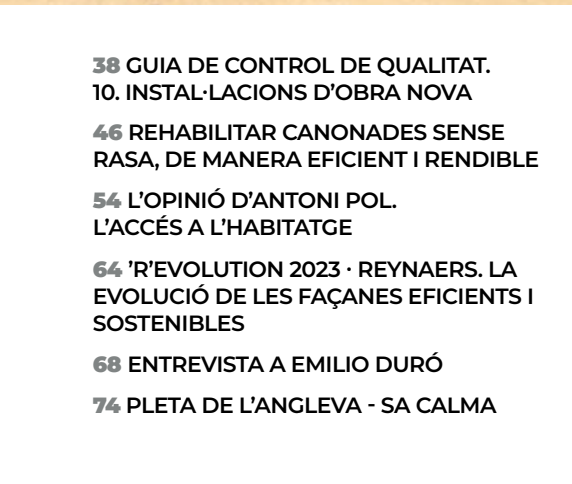 38 GUIA DE CONTROL DE QUALITAT.
10. INSTAL·LACIONS D’OBRA NOVA
46 REHABILITAR CANONADES SENSE
RASA, DE MANERA EFICIENT I RENDIBLE
54 L’OPINIÓ D’ANTONI POL.
L’ACCÉS A L’HABITATGE
64 ’R’EVOLUTION 2023 · REYNAERS. LA
EVOLUCIÓ DE LES FAÇANES EFICIENTS I
SOSTENIBLES
68 ENTREVISTA A EMILIO DURÓ
74 PLETA DE L’ANGLEVA - SA CALMA